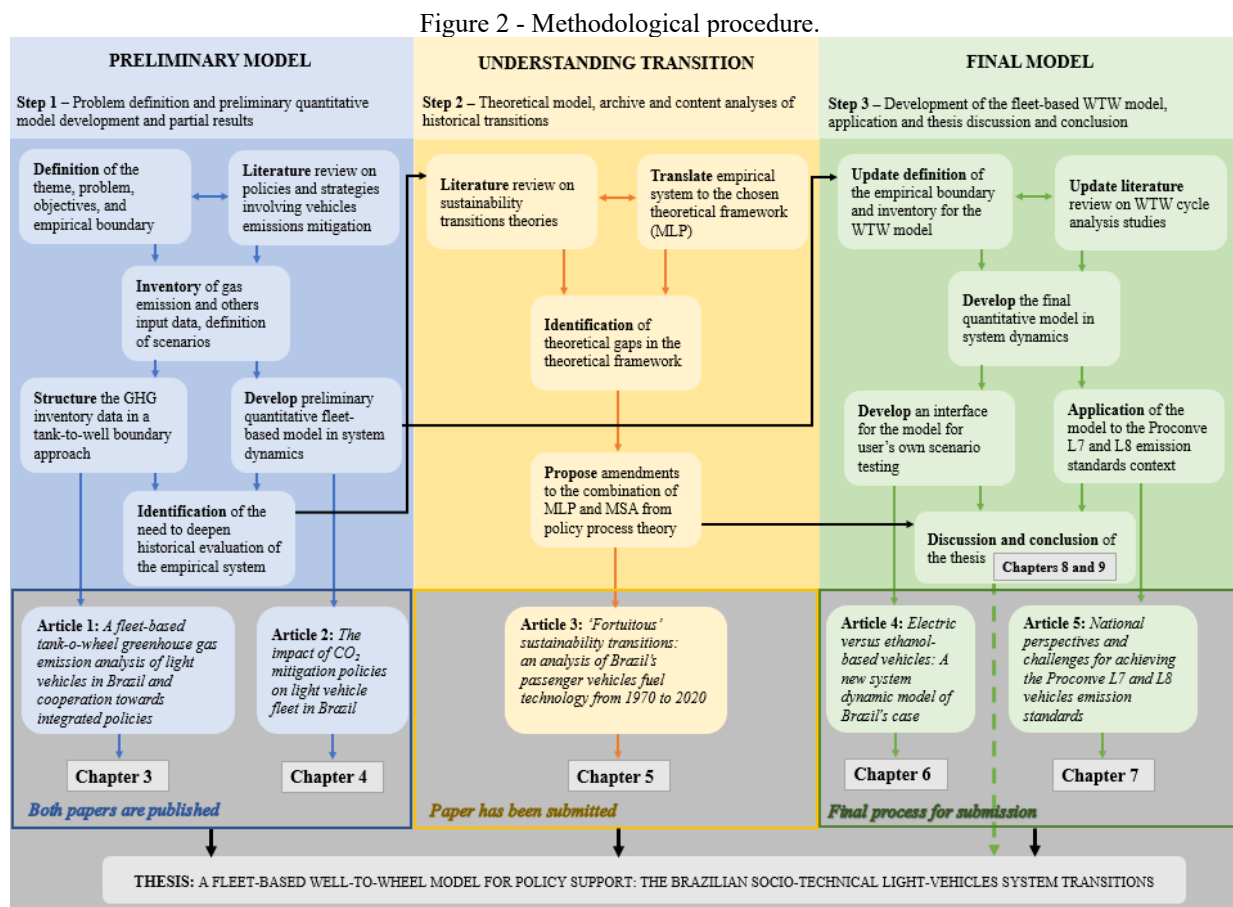 Figure 2 - Methodological procedure.
PRELIMINARY MODEL
Step 1 – Problem definition and preliminary quantitative
model development and partial results
Definition of the
theme, problem,
objectives, and
empirical boundary
Literature review on
policies and strategies
involving vehicles
emissions mitigation
Inventory of gas
emission and others
input data, definition
of scenarios
Structure the GHG
inventory data in a
tank-to-well boundary
approach
Develop preliminary
quantitative fleet-
based model in system
dynamics
Identification of the
need to deepen
historical evaluation of
the empirical system
Article 1: A fleet-based
tank-o-wheel greenhouse gas
emission analysis of light
vehicles in Brazil and
cooperation towards
integrated policies
Article 2: The
impact of CO₂
mitigation policies
on light vehicle
fleet in Brazil
Chapter 3
Chapter 4
Both papers are published
UNDERSTANDING TRANSITION
Step 2 – Theoretical model, archive and content analyses of
historical transitions
Literature review on
sustainability
transitions theories
Translate empirical
system to the chosen
theoretical framework
(MLP)
Identification of
theoretical gaps in the
theoretical framework
Propose amendments
to the combination of
MLP and MSA from
policy process theory
Article 3: ‘Fortuitous’
sustainability transitions:
an analysis of Brazil’s
passenger vehicles fuel
technology from 1970 to 2020
Chapter 5
Paper has been submitted
FINAL MODEL
Step 3 – Development of the fleet-based WTW model,
application and thesis discussion and conclusion
Update definition of
the empirical boundary
and inventory for the
WTW model
Update literature
review on WTW cycle
analysis studies
Develop the final
quantitative model in
system dynamics
Develop an interface
for the model for
user’s own scenario
testing
Application of the
model to the Proconve
L7 and L8 emission
standards context
Discussion and conclusion of
the thesis
Chapters 8 and 9
Article 4: Electric
versus ethanol-
based vehicles: A
new system
dynamic model of
Brazil's case
Article 5: National
perspectives and
challenges for achieving
the Proconve L7 and L8
vehicles emission
standards
Chapter 6
Chapter 7
Final process for submission
THESIS: A FLEET-BASED WELL-TO-WHEEL MODEL FOR POLICY SUPPORT: THE BRAZILIAN SOCIO-TECHNICAL LIGHT-VEHICLES SYSTEM TRANSITIONS